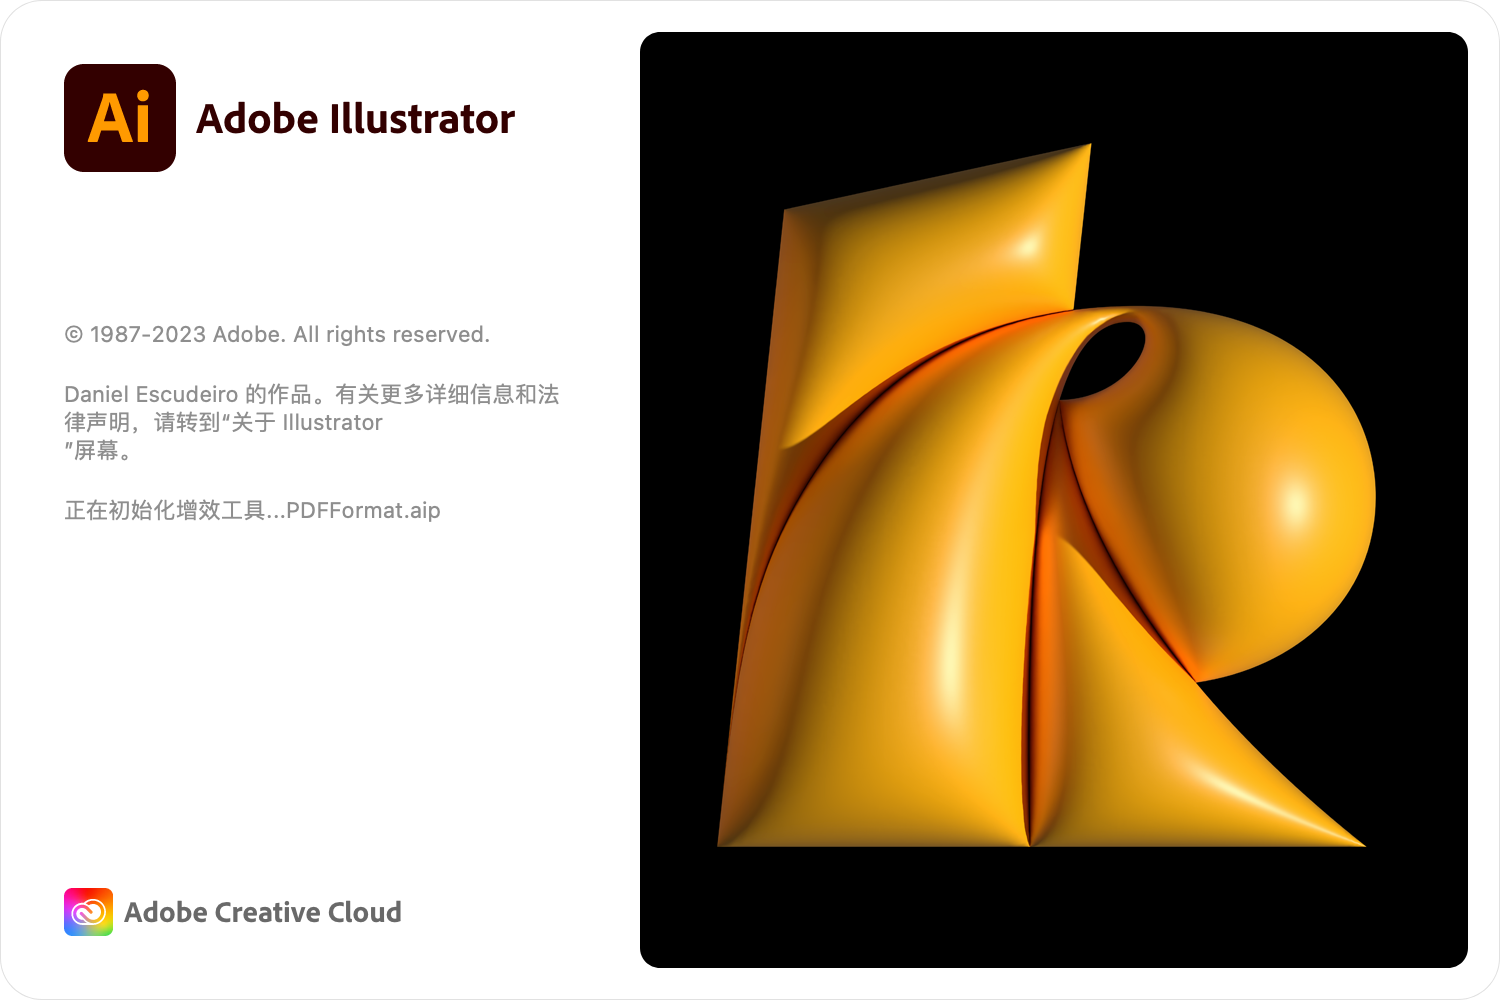 Ai
Adobe Illustrator
© 1987-2023 Adobe. All rights reserved.
Daniel Escudeiro 的作品。有关更多详细信息和法
律声明，请转到“关于 Illustrator
”屏幕。
正在初始化增效工具...PDFFormat.aip
Adobe Creative Cloud